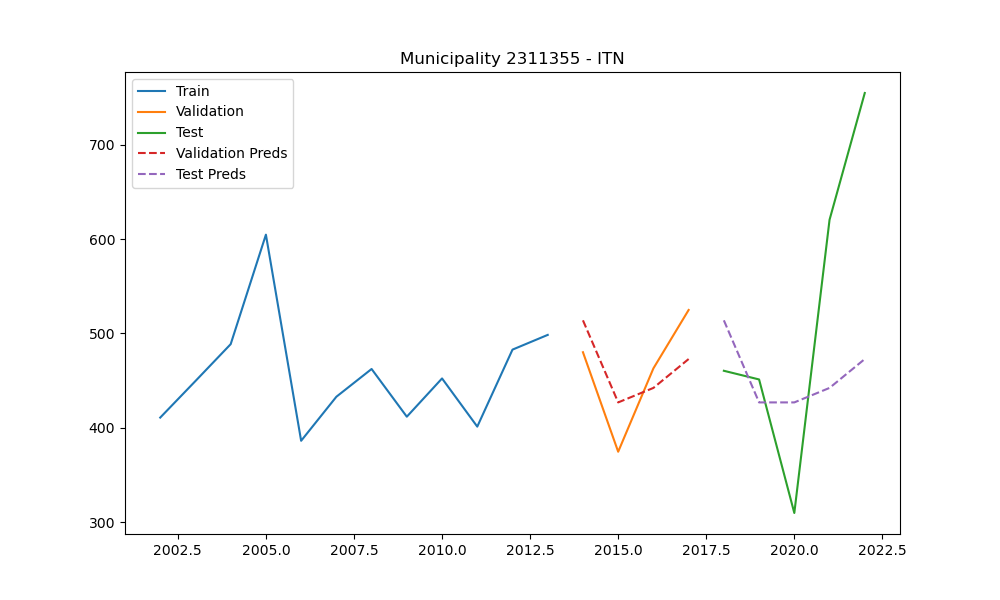 Municipality 2311355 - ITN
Train
Validation
Test
Validation Preds
Test Preds
700
600
500
400
300
2002.5 2005.0 2007.5 2010.0 2012.5 2015.0 2017.5 2020.0 2022.5